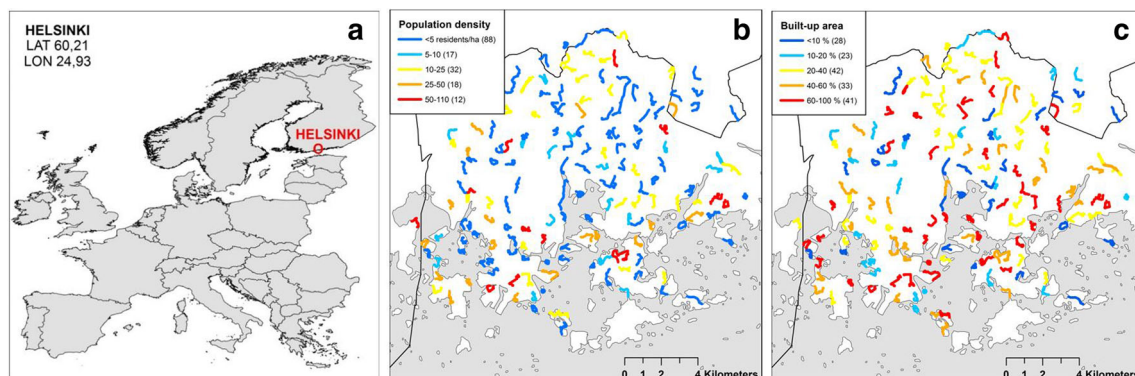 HELSINKI
LAT 60,21
LON 24,93
a
HELSINKI
Population density
<5 residents/ha (88)
5-10 (17)
10-25 (32)
25-50 (18)
50-110 (12)
b
0 1 2 4 Kilometers
Built-up area
<10 % (28)
10-20 % (23)
20-40 (42)
40-60 % (33)
60-100 % (41)
c
0 1 2 4 Kilometers